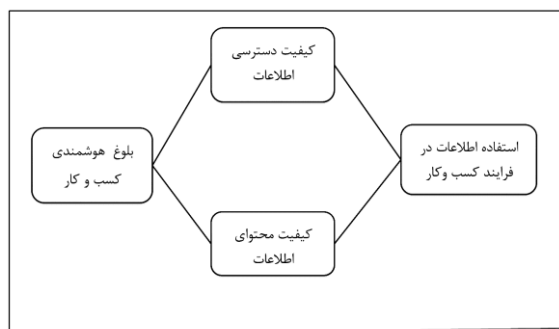 کیفیت دسترسی
اطلاعات
استفاده اطلاعات در
فرایند کسب وکار
بلوغ هوشمندی
کسب و کار
کیفیت محتوای
اطلاعات